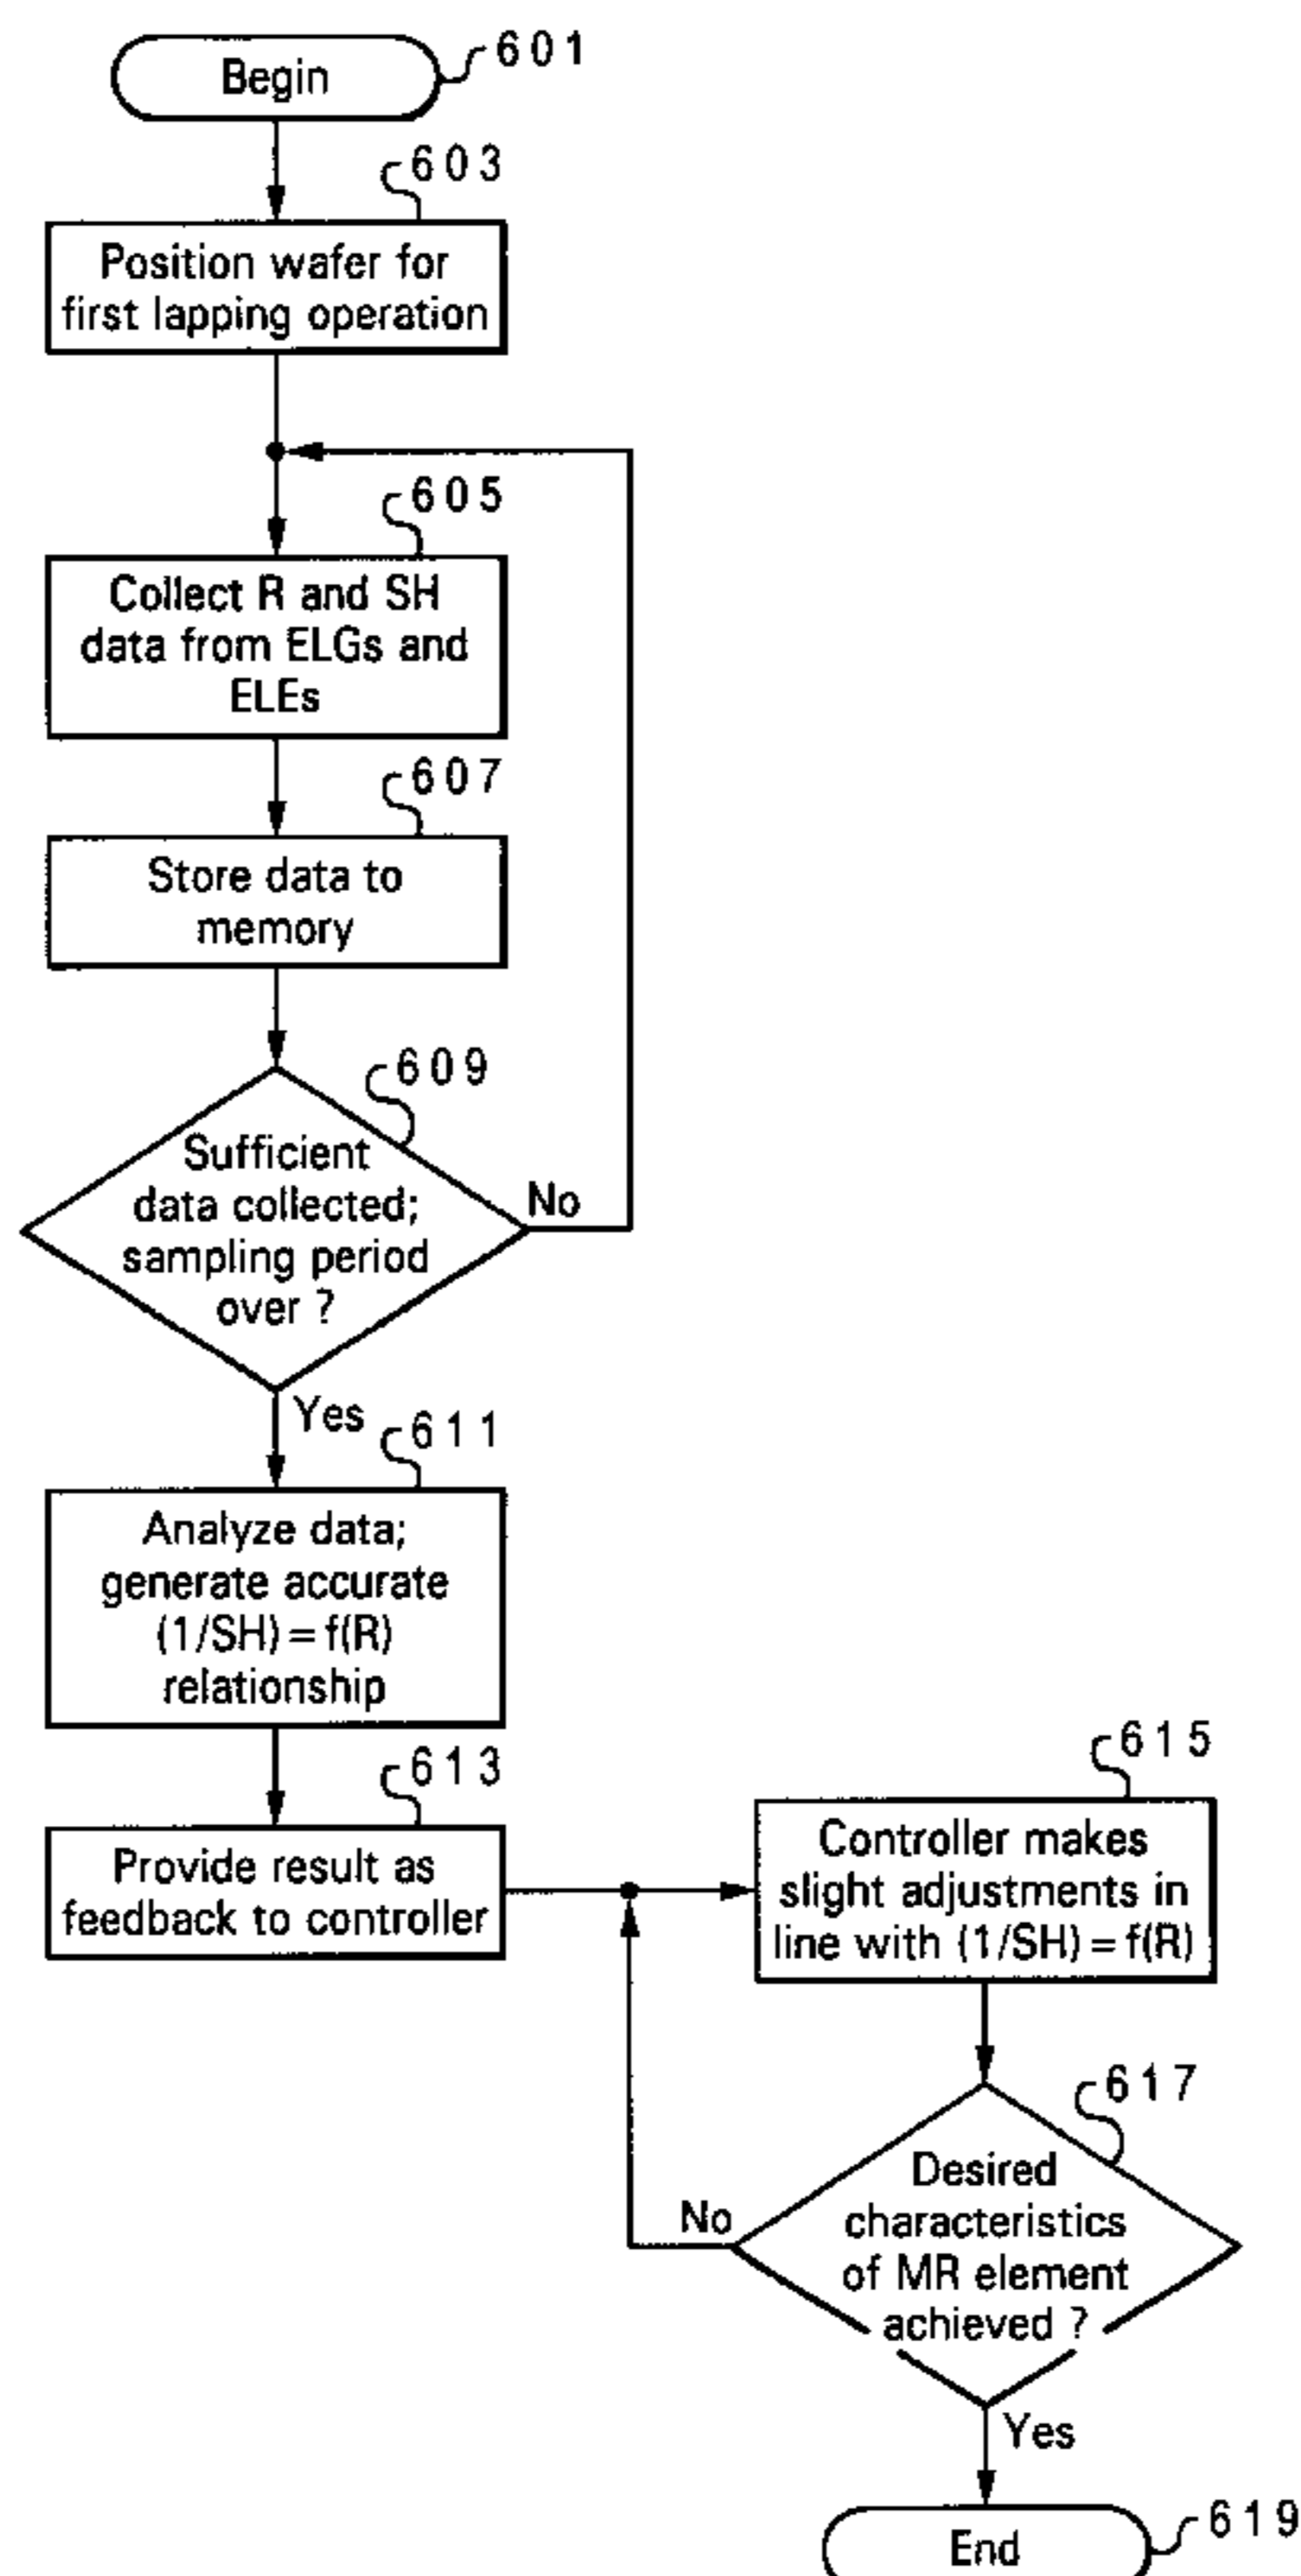 Begin
601
603
Position wafer for
first lapping operation
605
Collect R and SH
data from ELGs and
ELEs
607
Store data to
memory
609
Sufficient
data collected;
sampling period
over ?
No
Yes
611
Analyze data;
generate accurate
(1/SH) = f(R)
relationship
613
Provide result as
feedback to controller
615
Controller makes
slight adjustments in
line with (1/SH) = f(R)
617
Desired
characteristics
of MR element
achieved ?
No
Yes
End
619